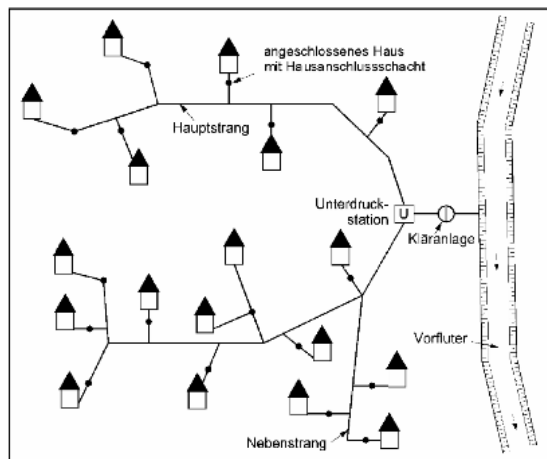 angeschlossenes Haus
mit Hausanschlussschacht
Hauptstrang
Unterdruck-
station
U
Kläranlage
Vorfluter
Nebenstrang